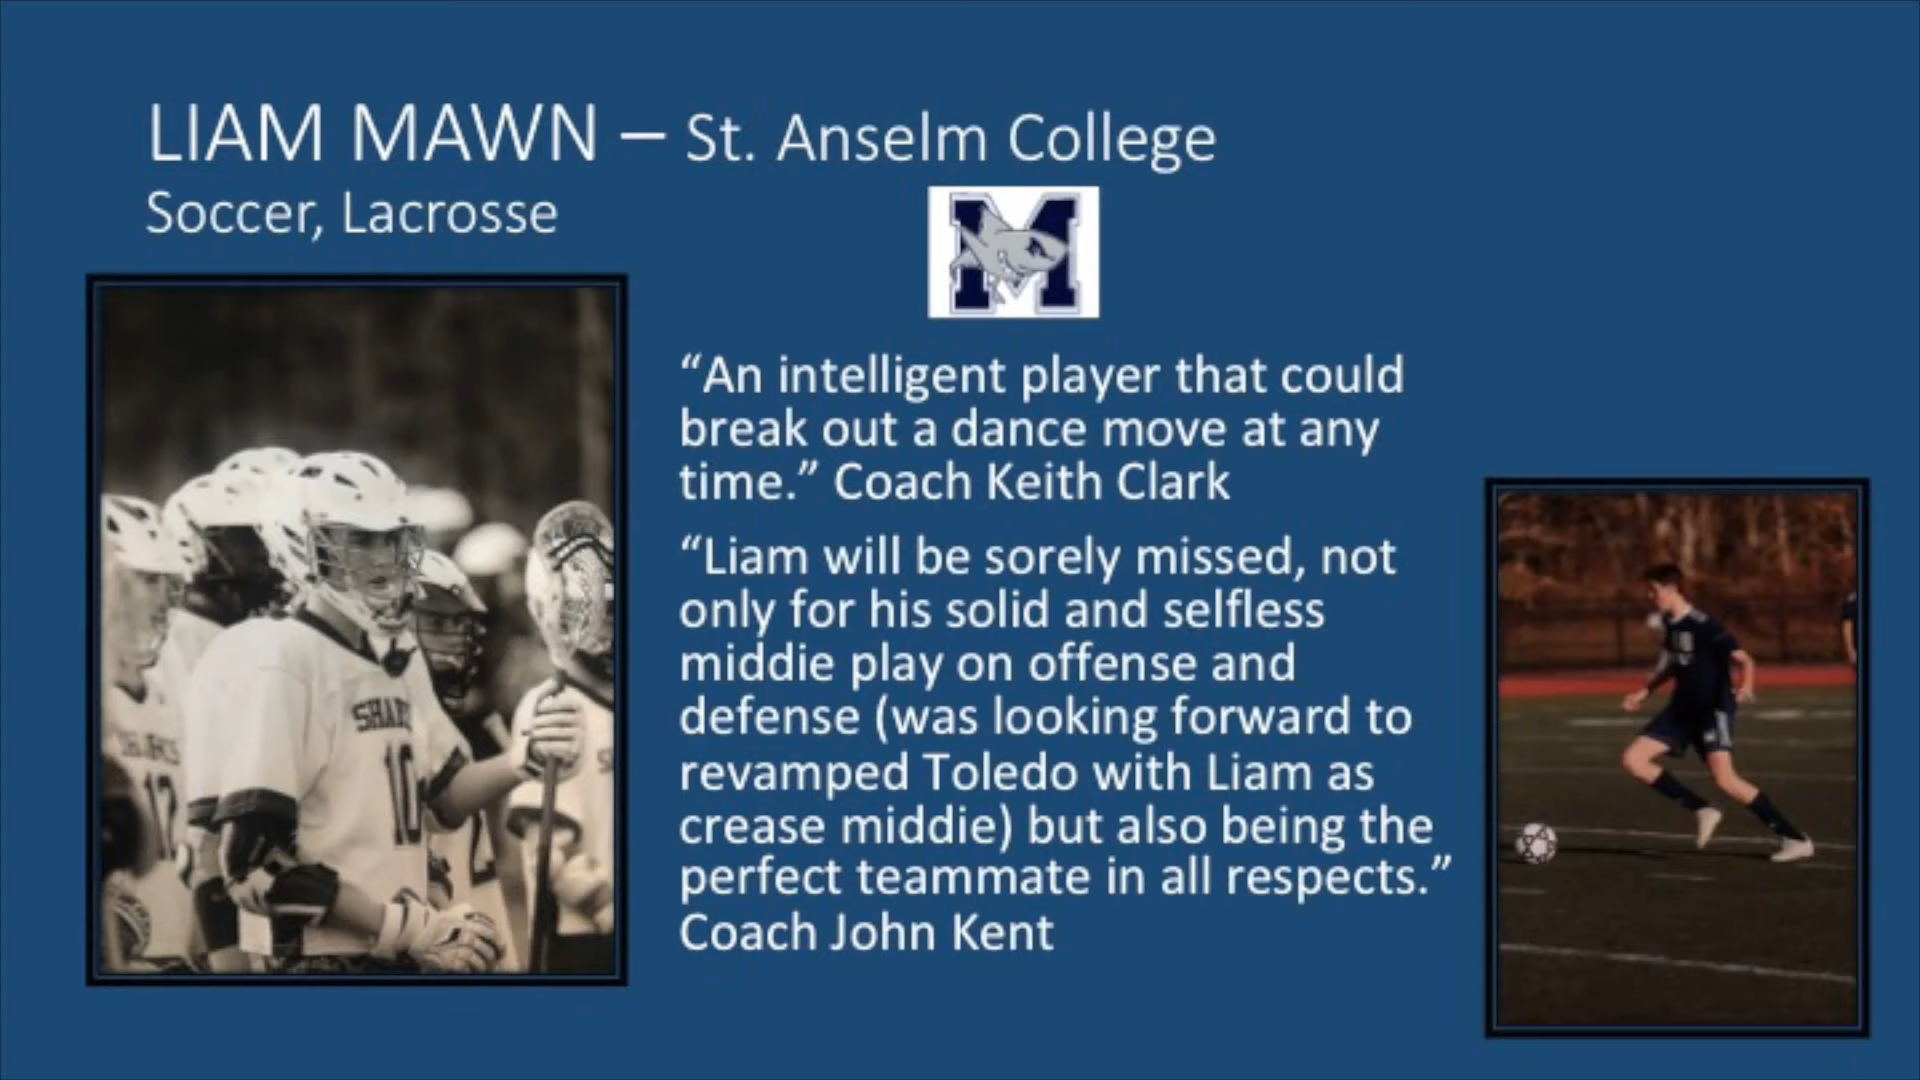 LIAM MAWN – St. Anselm College
Soccer, Lacrosse
M
“An intelligent player that could
break out a dance move at any
time.” Coach Keith Clark
“Liam will be sorely missed, not
only for his solid and selfless
middie play on offense and
defense (was looking forward to
revamped Toledo with Liam as
crease middie) but also being the
perfect teammate in all respects.”
Coach John Kent
10
12